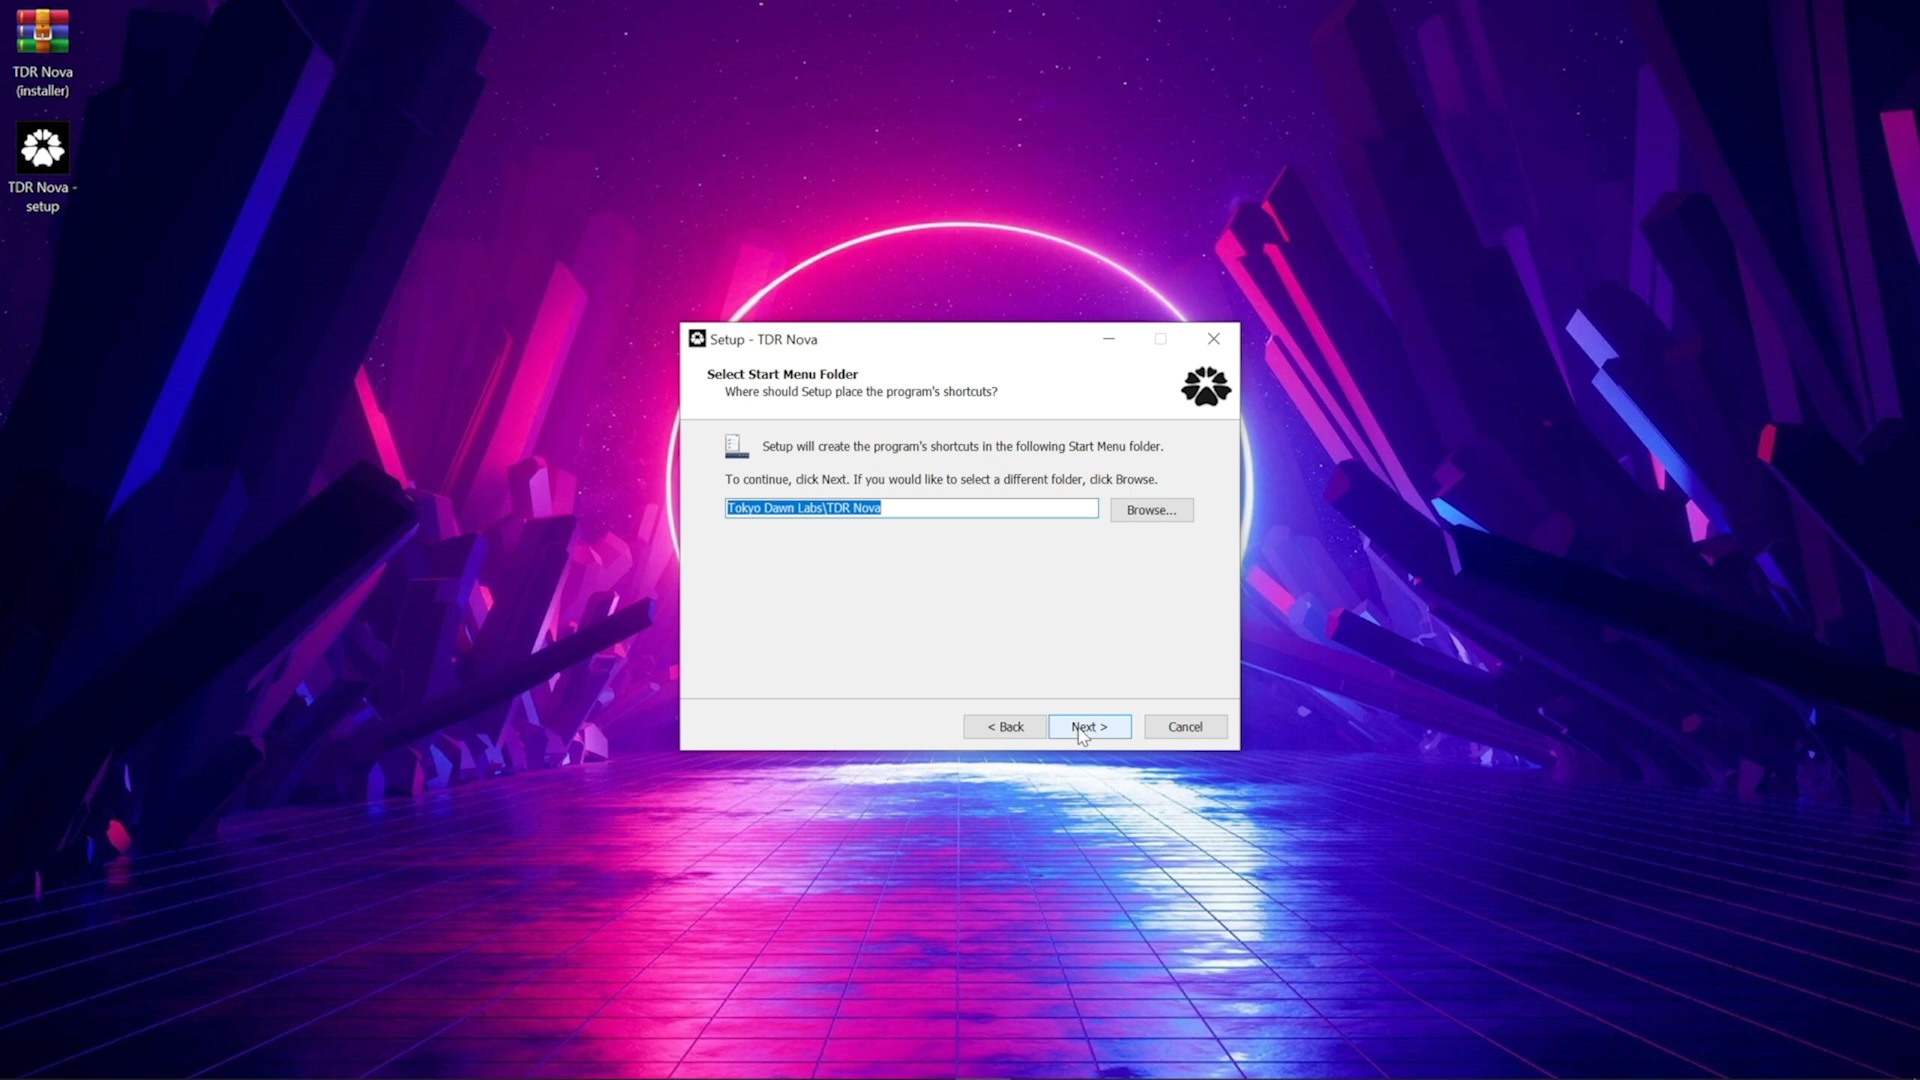 TDR Nova
(installer)
TDR Nova -
setup
Setup - TDR Nova
Select Start Menu Folder
Where should Setup place the program's shortcuts?
Setup will create the program's shortcuts in the following Start Menu folder.
To continue, click Next. If you would like to select a different folder, click Browse.
Tokyo Dawn Labs\TDR Nova
Browse...
< Back
Next >
Cancel